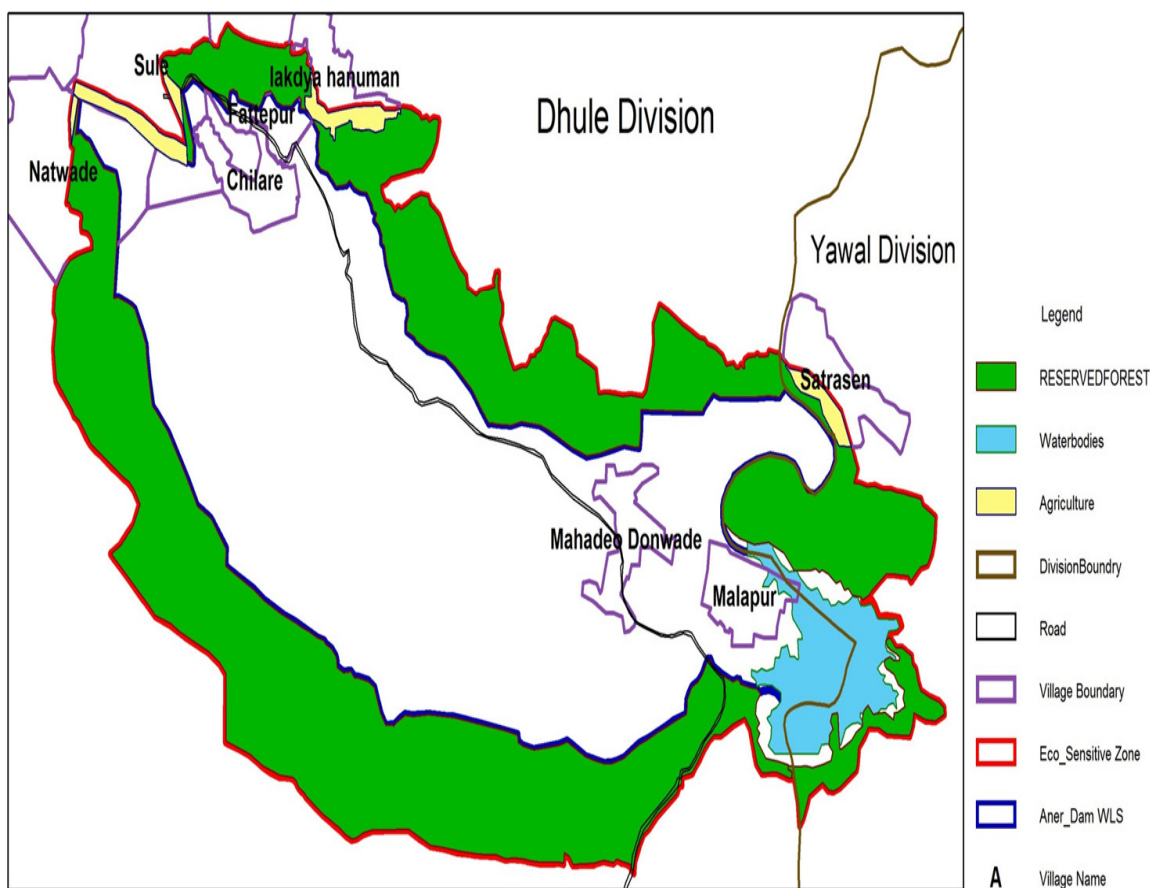 Sule
lakdya hanuman
Fattepur
Dhule Division
Natwade
Chilare
Yawal Division
Satrasen
Mahadeo Donwade
Malapur
Legend
RESERVEDFOREST
Waterbodies
Agriculture
DivisionBoundry
Road
Village Boundary
Eco_Sensitive Zone
Aner_Dam WLS
A Village Name